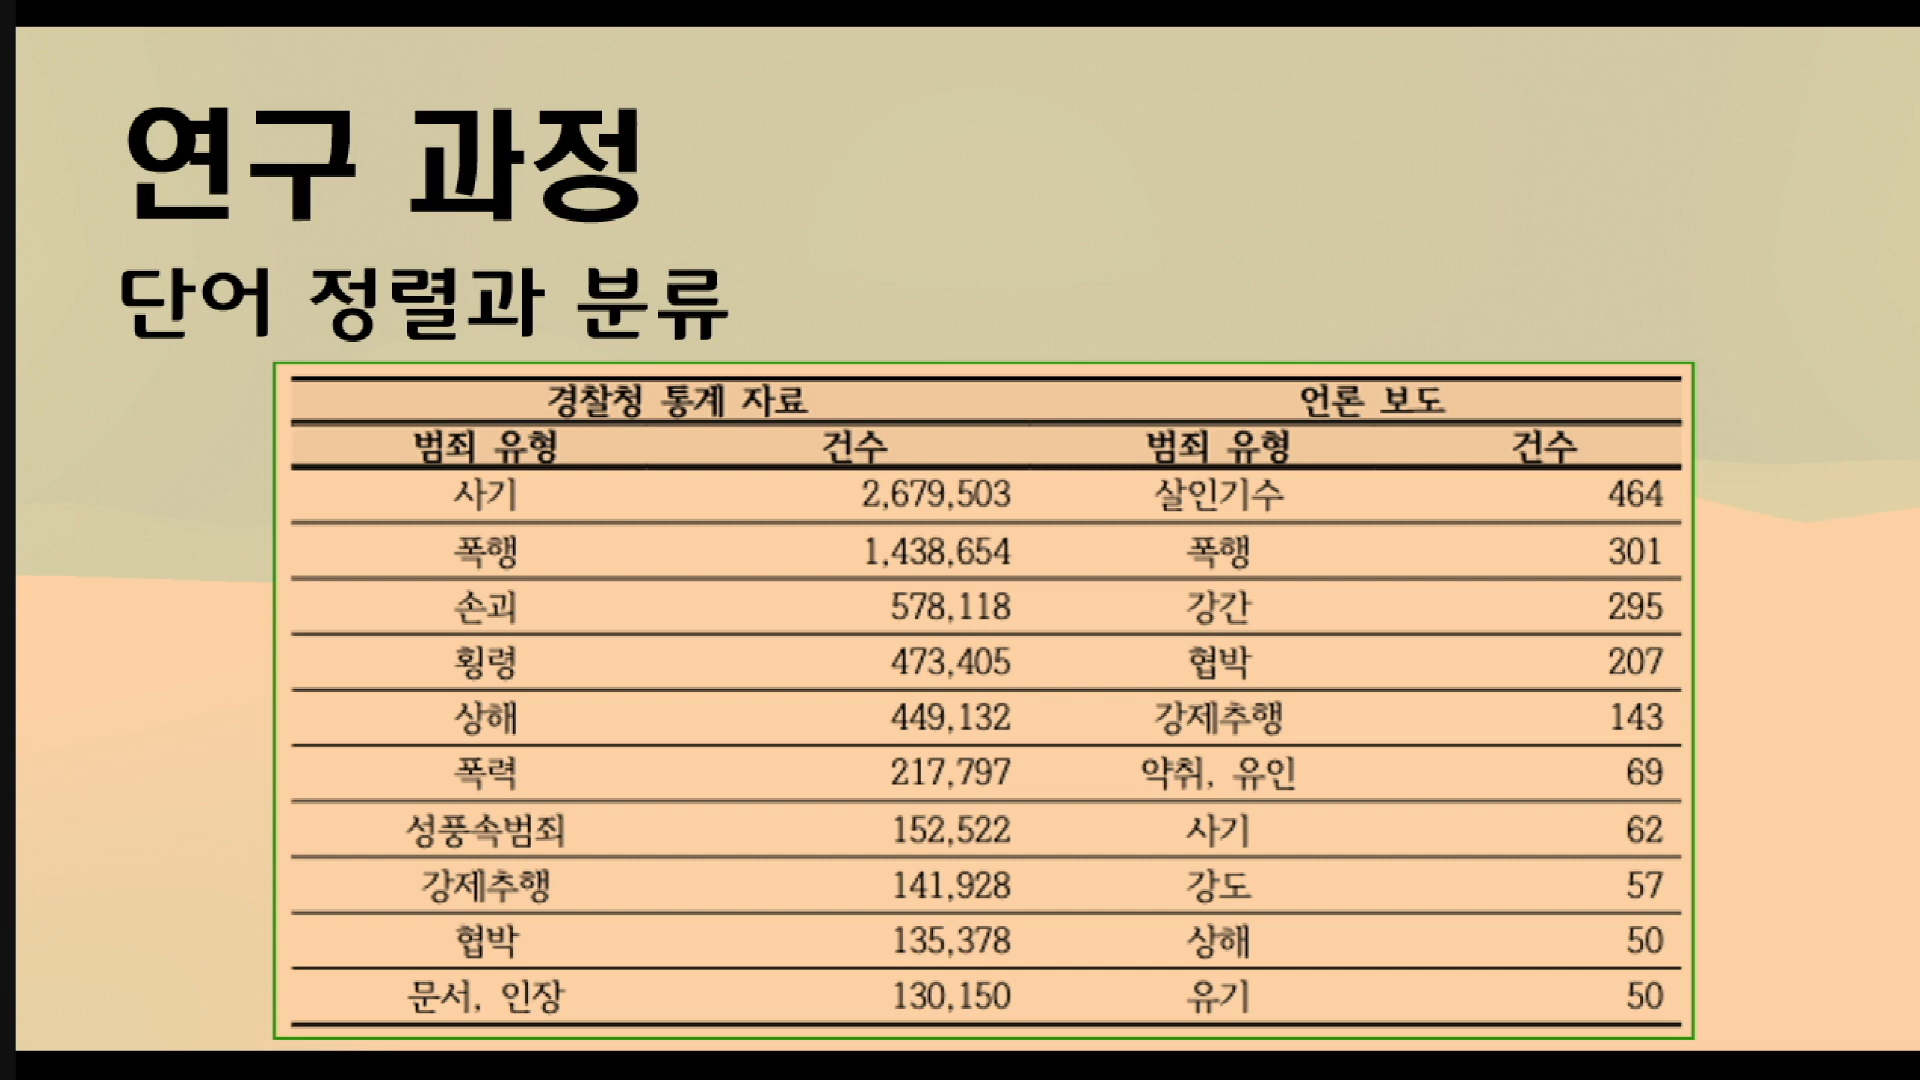 연구 과정
단어 정렬과 분류
경찰청 통계 자료 언론 보도
범죄 유형 건수 범죄 유형 건수
사기 2,679,503 살인기수 464
폭행 1,438,654 폭행 301
손괴 578,118 강간 295
횡령 473,405 협박 207
상해 449,132 강제추행 143
폭력 217,797 약취, 유인 69
성풍속범죄 152,522 사기 62
강제추행 141,928 강도 57
협박 135,378 상해 50
문서, 인장 130,150 유기 50